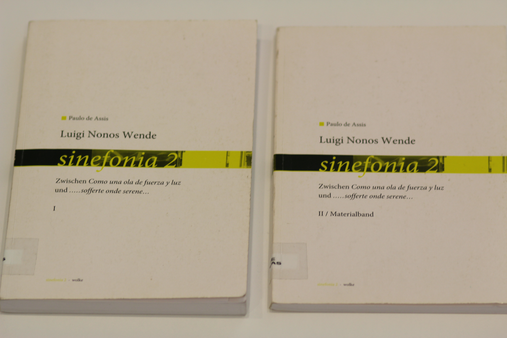 Paulo de Assis
Luigi Nonos Wende
sinefonia 2
Zwischen Como una ola de fuerza y luz
und .....sofferte onde serene...
I
wolke
Paulo de Assis
Luigi Nonos Wende
sinefonia 2
Zwischen Como una ola de fuerza y luz
und .....sofferte onde serene...
II / Materialband
wolke